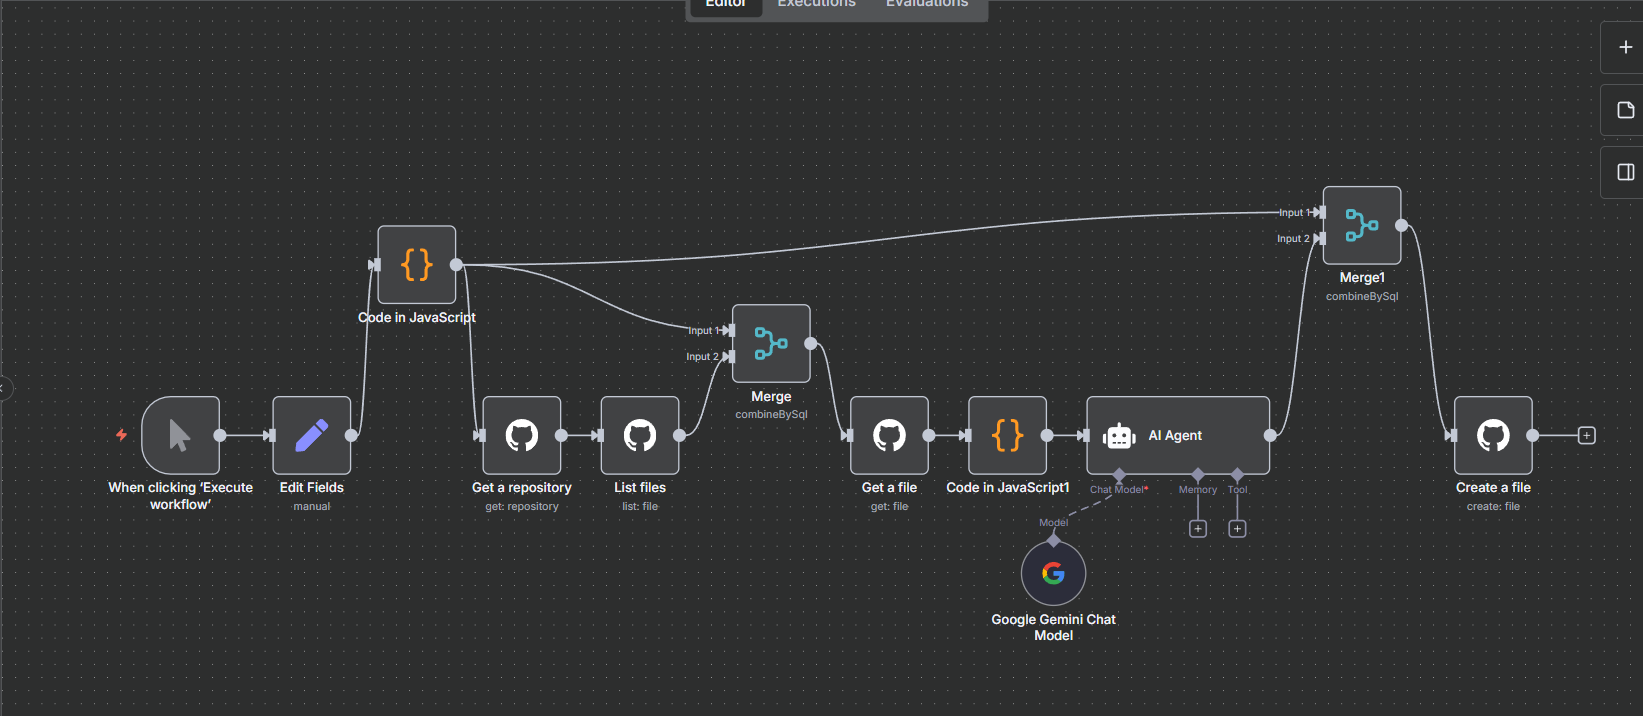 Editor
Executions
Evaluations
Input 1
Input 2
Merge1
combineBySql
Code in JavaScript
Input 1
Input 2
Merge
combineBySql
When clicking ‘Execute
workflow’
Edit Fields
manual
Get a repository
get: repository
List files
list: file
Get a file
get: file
Code in JavaScript1
AI Agent
Chat Model*
Memory
Tool
Model
Google Gemini Chat
Model
Create a file
create: file